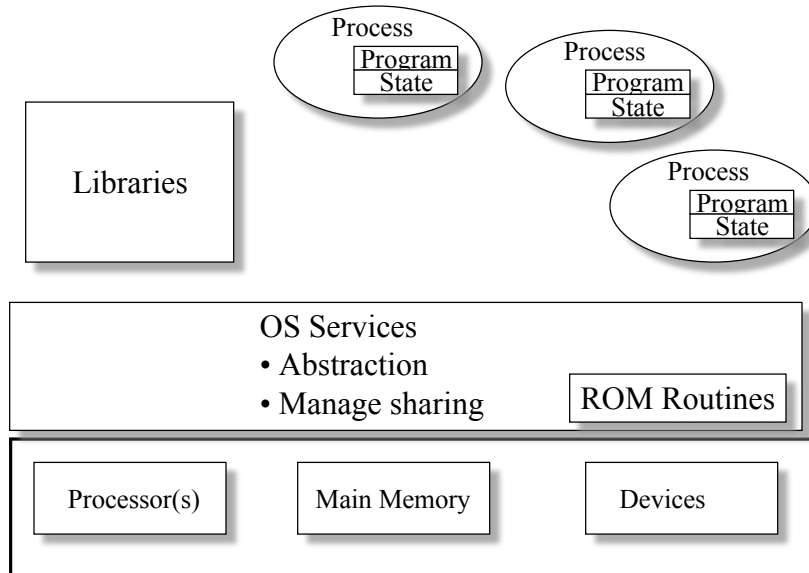 Process
Program
State
Process
Program
State
Libraries
Process
Program
State
OS Services
• Abstraction
• Manage sharing
ROM Routines
Processor(s)
Main Memory
Devices